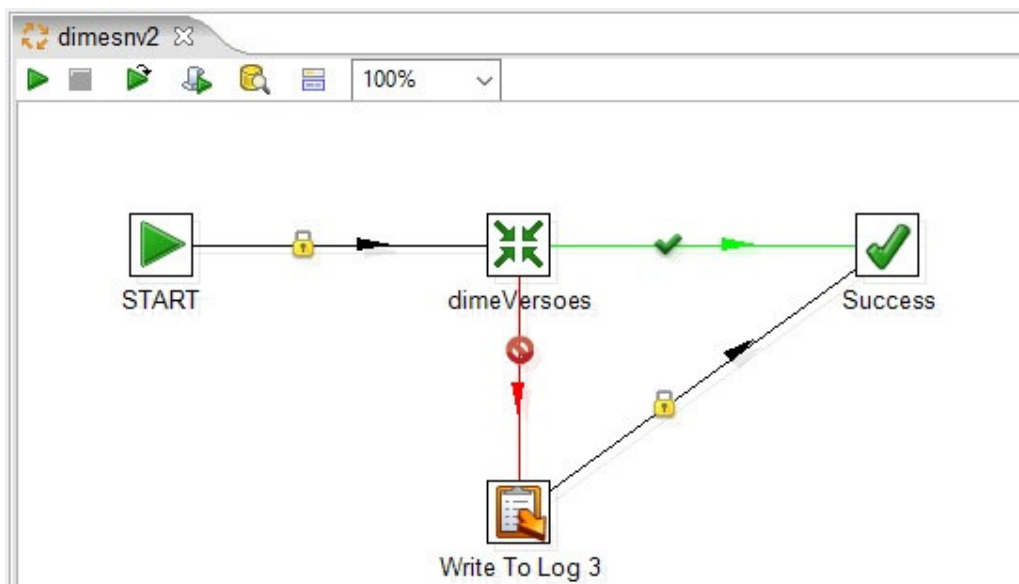 dimesnv2
100%
START
dimeVersoes
Success
Write To Log 3